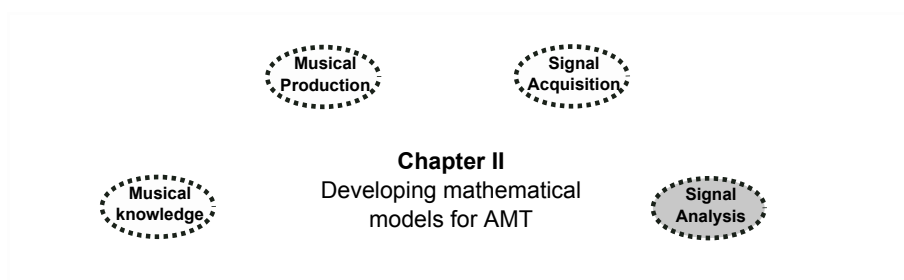 Musical
Production
Signal
Acquisition
Chapter II
Developing mathematical
models for AMT
Musical
knowledge
Signal
Analysis